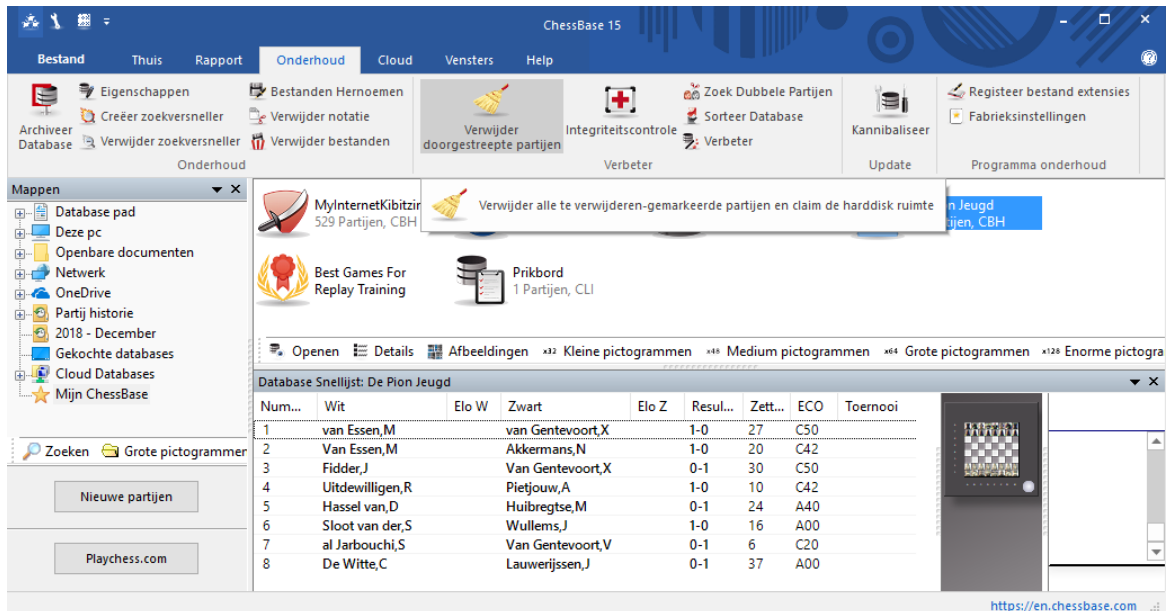 ChessBase 15
Bestand Thuis Rapport Onderhoud Cloud Vensters Help
Archiveer Database
Eigenschappen
Creëer zoekversneller
Verwijder zoekversneller
Bestanden Hernoemen
Verwijder notatie
Verwijder bestanden
Onderhoud
Verwijder
doorgestreepte partijen
Integriteitscontrole
Zoek Dubbele Partijen
Sorteer Database
Verbeter
Verbeter
Kannibaliseer
Update
Registeer bestand extensies
Fabrieksinstellingen
Programma onderhoud
Mappen
Database pad
Deze pc
Openbare documenten
Netwerk
OneDrive
Partij historie
2018 - December
Gekochte databases
Cloud Databases
Mijn ChessBase
Zoeken Grote pictogrammen
Nieuwe partijen
Playchess.com
MyInternetKibitzin
529 Partijen, CBH
Verwijder alle te verwijderen-gemarkeerde partijen en claim de harddisk ruimte
n Jeugd
tijen, CBH
Best Games For
Replay Training
Prikbord
1 Partijen, CLI
Openen Details Afbeeldingen x32 Kleine pictogrammen x48 Medium pictogrammen x64 Grote pictogrammen x128 Enorme pictogra
Database Snellijst: De Pion Jeugd
Num... Wit Elo W Zwart Elo Z Resul... Zett... ECO Toernooi
1 van Essen,M van Gentevoort,X 1-0 27 C50
2 Van Essen,M Akkermans,N 1-0 20 C42
3 Fidder,J Van Gentevoort,X 0-1 30 C50
4 Uitdewilligen,R Pietjouw,A 1-0 10 C42
5 Hassel van,D Huibregtse,M 0-1 24 A40
6 Sloot van der,S Wullems,J 1-0 16 A00
7 al Jarbouchi,S Van Gentevoort,V 0-1 6 C20
8 De Witte,C Lauwerijssen,J 0-1 37 A00
https://en.chessbase.com